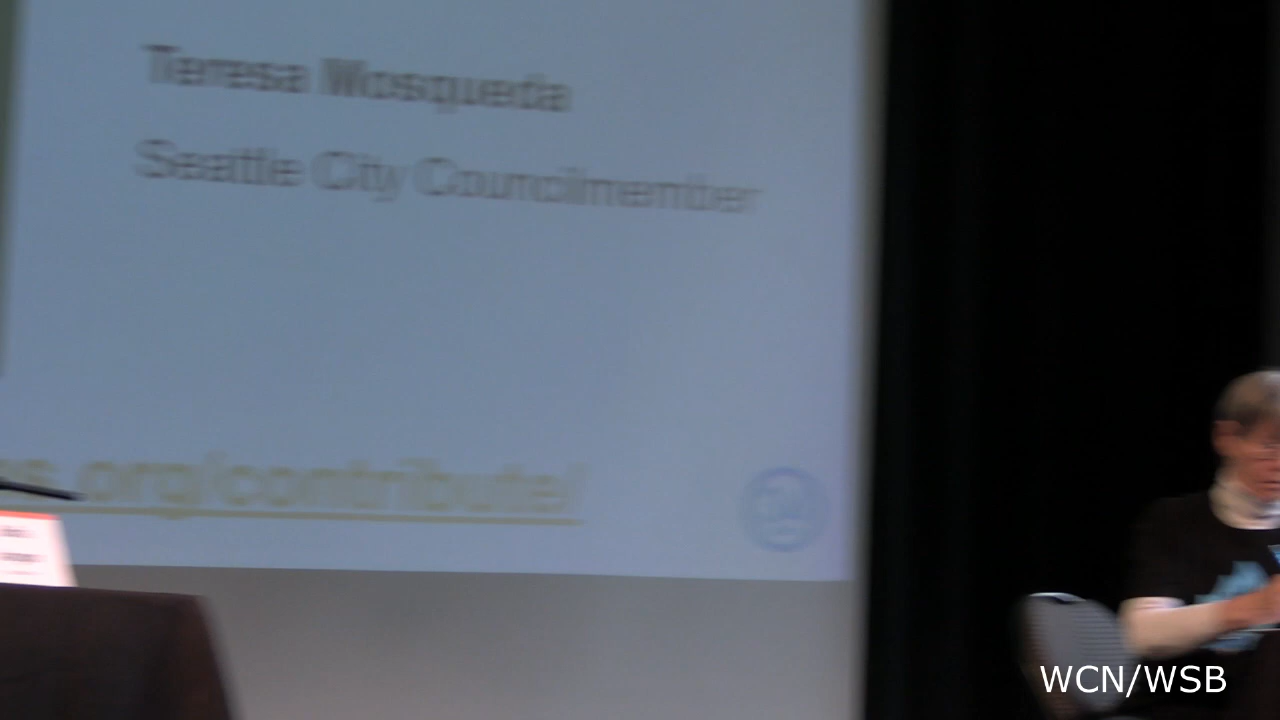 Teresa Mosqueda
Seattle City Councilmember
s.org/contribute/
WCN/WSB